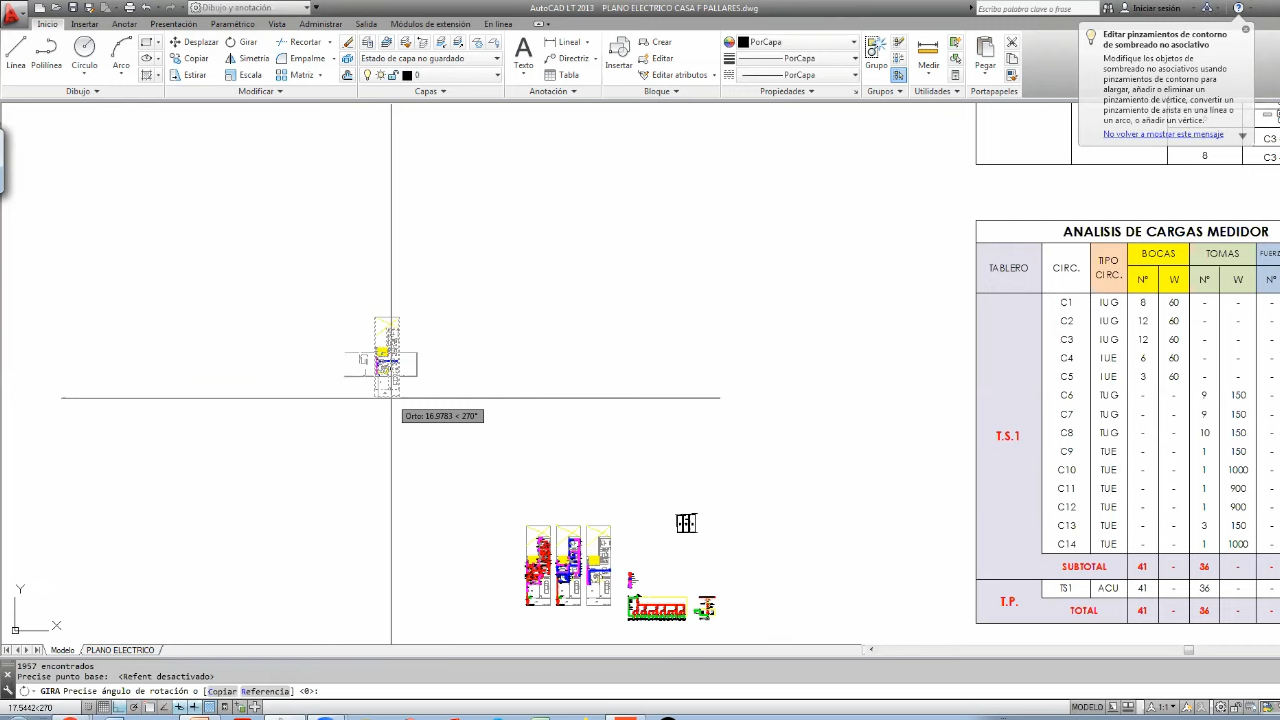 Dibujo y anotación
AutoCAD LT 2013 PLANO ELECTRICO CASA F PALLARES.dwg
Escriba palabra clave o frase
Iniciar sesión
Inicio Insertar Anotar Presentación Paramétrico Vista Administrar Salida Módulos de extensión En línea
Línea Polilínea Círculo Arco
Desplazar Girar Recortar
Copiar Simetría Empalme
Estirar Escala Matriz
Estado de capa no guardado
0
Texto
Lineal
Directriz
Tabla
Insertar
Crear
Editar
Editar atributos
PorCapa
PorCapa
PorCapa
Grupo
Medir
Pegar
Dibujo Modificar Capas Anotación Bloque Propiedades Grupos Utilidades Portapapeles
Editar pinzamientos de contorno
de sombreado no asociativo
Modifique los objetos de
sombreado no asociativos usando
pinzamientos de contorno para
alargar, añadir o eliminar un
pinzamiento de vértice, convertir un
pinzamiento de arista en una línea o
un arco, o añadir un vértice.
No volver a mostrar este mensaje
C3
8 C3
ANALISIS DE CARGAS MEDIDOR
TABLERO CIRC. TIPO CIRC. BOCAS TOMAS FUERZ
Nº W Nº W Nº
C1 IUG 8 60 - - -
C2 IUG 12 60 - - -
C3 IUG 12 60 - - -
C4 IUE 6 60 - - -
C5 IUE 3 60 - - -
C6 TUG - - 9 150 -
C7 TUG - - 9 150 -
C8 TUG - - 10 150 -
T.S.1
C9 TUE - - 1 150 -
C10 TUE - - 1 1000 -
C11 TUE - - 1 900 -
C12 TUE - - 1 900 -
C13 TUE - - 3 150 -
C14 TUE - - 1 1000 -
SUBTOTAL 41 - 36 - -
T.P.
TS1 ACU 41 - 36 - -
TOTAL 41 - 36 - -
Orto: 16.9783 < 270°
Y
X
Modelo PLANO ELECTRICO
1957 encontrados
Precise punto base: <Refent desactivado>
GIRA Precise ángulo de rotación o [Copiar Referencia] <0>:
17.5442<270
MODELO